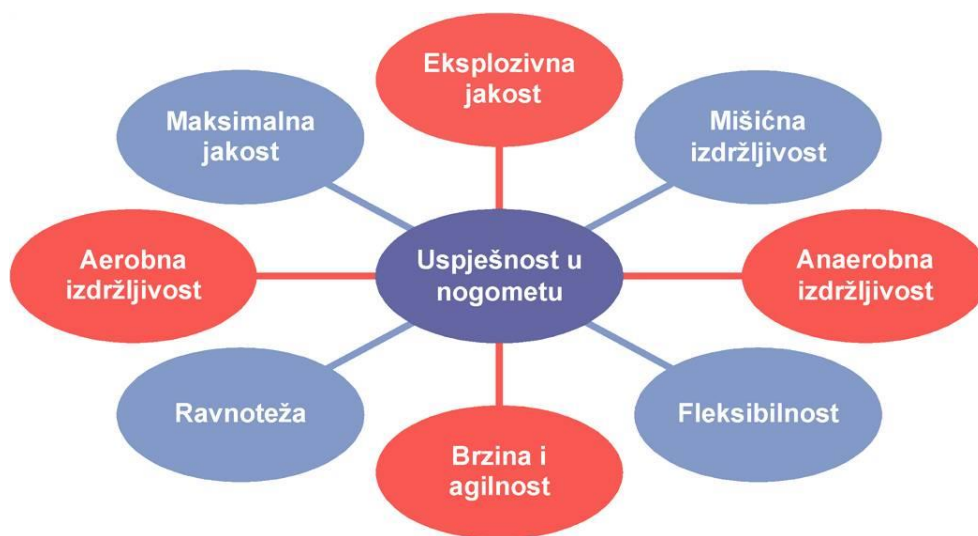 Eksplozivna
jakost
Maksimalna
jakost
Mišićna
izdržljivost
Aerobna
izdržljivost
Uspješnost u
nogometu
Anaerobna
izdržljivost
Ravnoteža
Fleksibilnost
Brzina i
agilnost